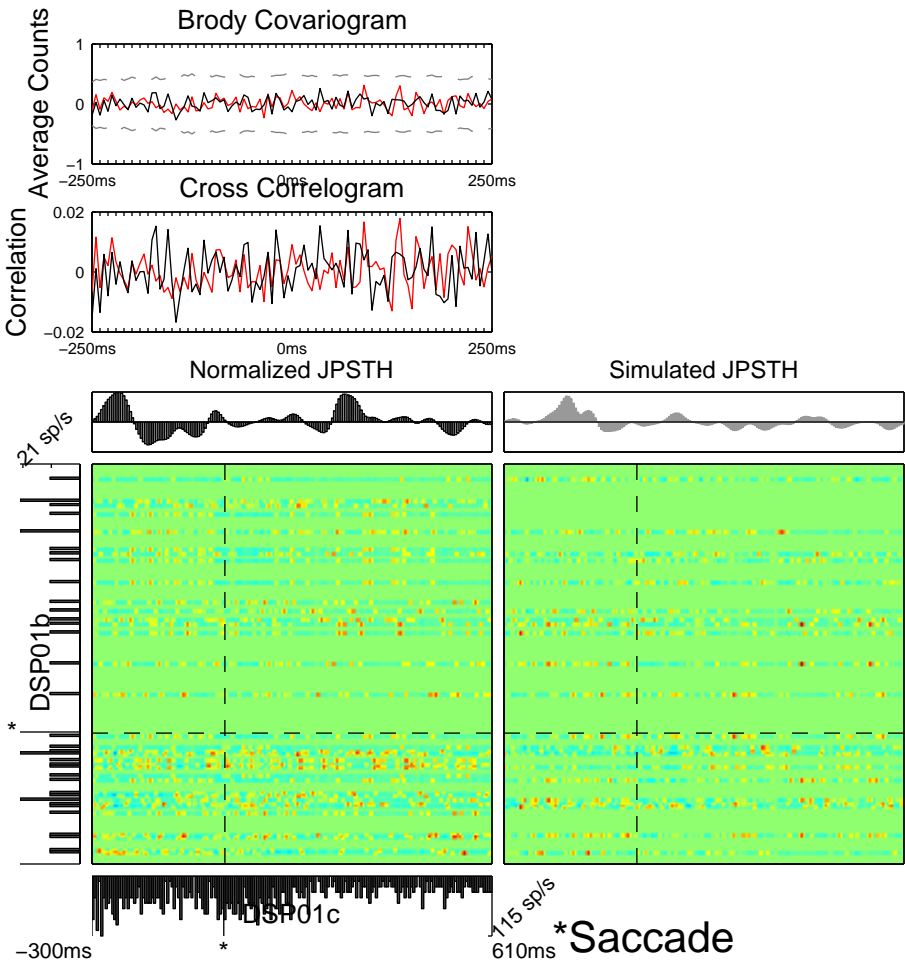 Brody Covariogram
Average Counts
1
0
−1
−250ms
0ms
250ms
Cross Correlogram
Correlation
0.02
0
−0.02
−250ms
0ms
250ms
Normalized JPSTH
Simulated JPSTH
21 sp/s
DSP01b
*
DSP01c
115 sp/s
−300ms
*
610ms
*Saccade